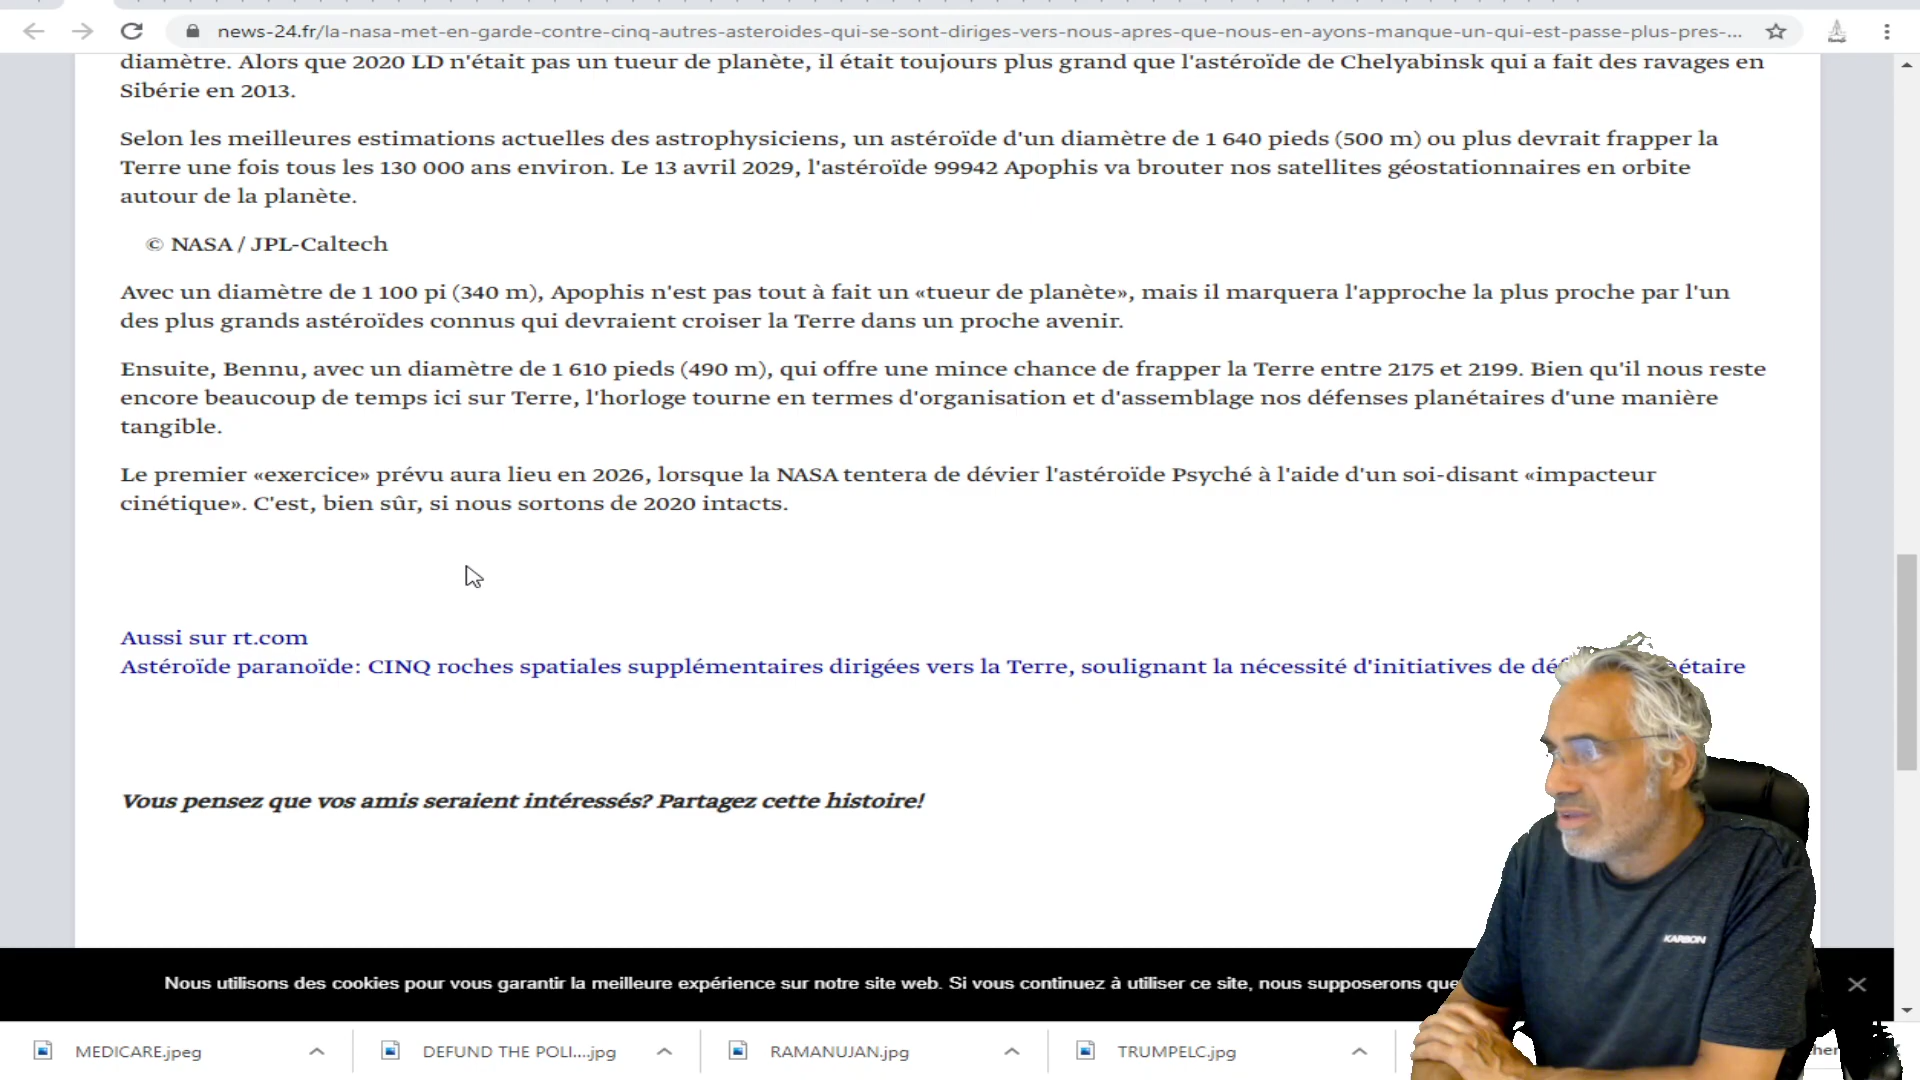 news-24.fr/la-nasa-met-en-garde-contre-cinq-autres-asteroides-qui-se-sont-diriges-vers-nous-apres-que-nous-en-ayons-manque-un-qui-est-passe-plus-pres-...
diamètre. Alors que 2020 LD n'était pas un tueur de planète, il était toujours plus grand que l'astéroïde de Chelyabinsk qui a fait des ravages en
Sibérie en 2013.
Selon les meilleures estimations actuelles des astrophysiciens, un astéroïde d'un diamètre de 1 640 pieds (500 m) ou plus devrait frapper la
Terre une fois tous les 130 000 ans environ. Le 13 avril 2029, l'astéroïde 99942 Apophis va brouter nos satellites géostationnaires en orbite
autour de la planète.
© NASA / JPL-Caltech
Avec un diamètre de 1 100 pi (340 m), Apophis n'est pas tout à fait un «tueur de planète», mais il marquera l'approche la plus proche par l'un
des plus grands astéroïdes connus qui devraient croiser la Terre dans un proche avenir.
Ensuite, Bennu, avec un diamètre de 1 610 pieds (490 m), qui offre une mince chance de frapper la Terre entre 2175 et 2199. Bien qu'il nous reste
encore beaucoup de temps ici sur Terre, l'horloge tourne en termes d'organisation et d'assemblage nos défenses planétaires d'une manière
tangible.
Le premier «exercice» prévu aura lieu en 2026, lorsque la NASA tentera de dévier l'astéroïde Psyché à l'aide d'un soi-disant «impacteur
cinétique». C'est, bien sûr, si nous sortons de 2020 intacts.
Aussi sur rt.com
Astéroïde paranoïde: CINQ roches spatiales supplémentaires dirigées vers la Terre, soulignant la nécessité d'initiatives de
Vous pensez que vos amis seraient intéressés? Partagez cette histoire!
KARBON
Nous utilisons des cookies pour vous garantir la meilleure expérience sur notre site web. Si vous continuez à utiliser ce site, nous supposerons que
MEDICARE.jpeg
DEFUND THE POLI....jpg
RAMANUJAN.jpg
TRUMPELC.jpg